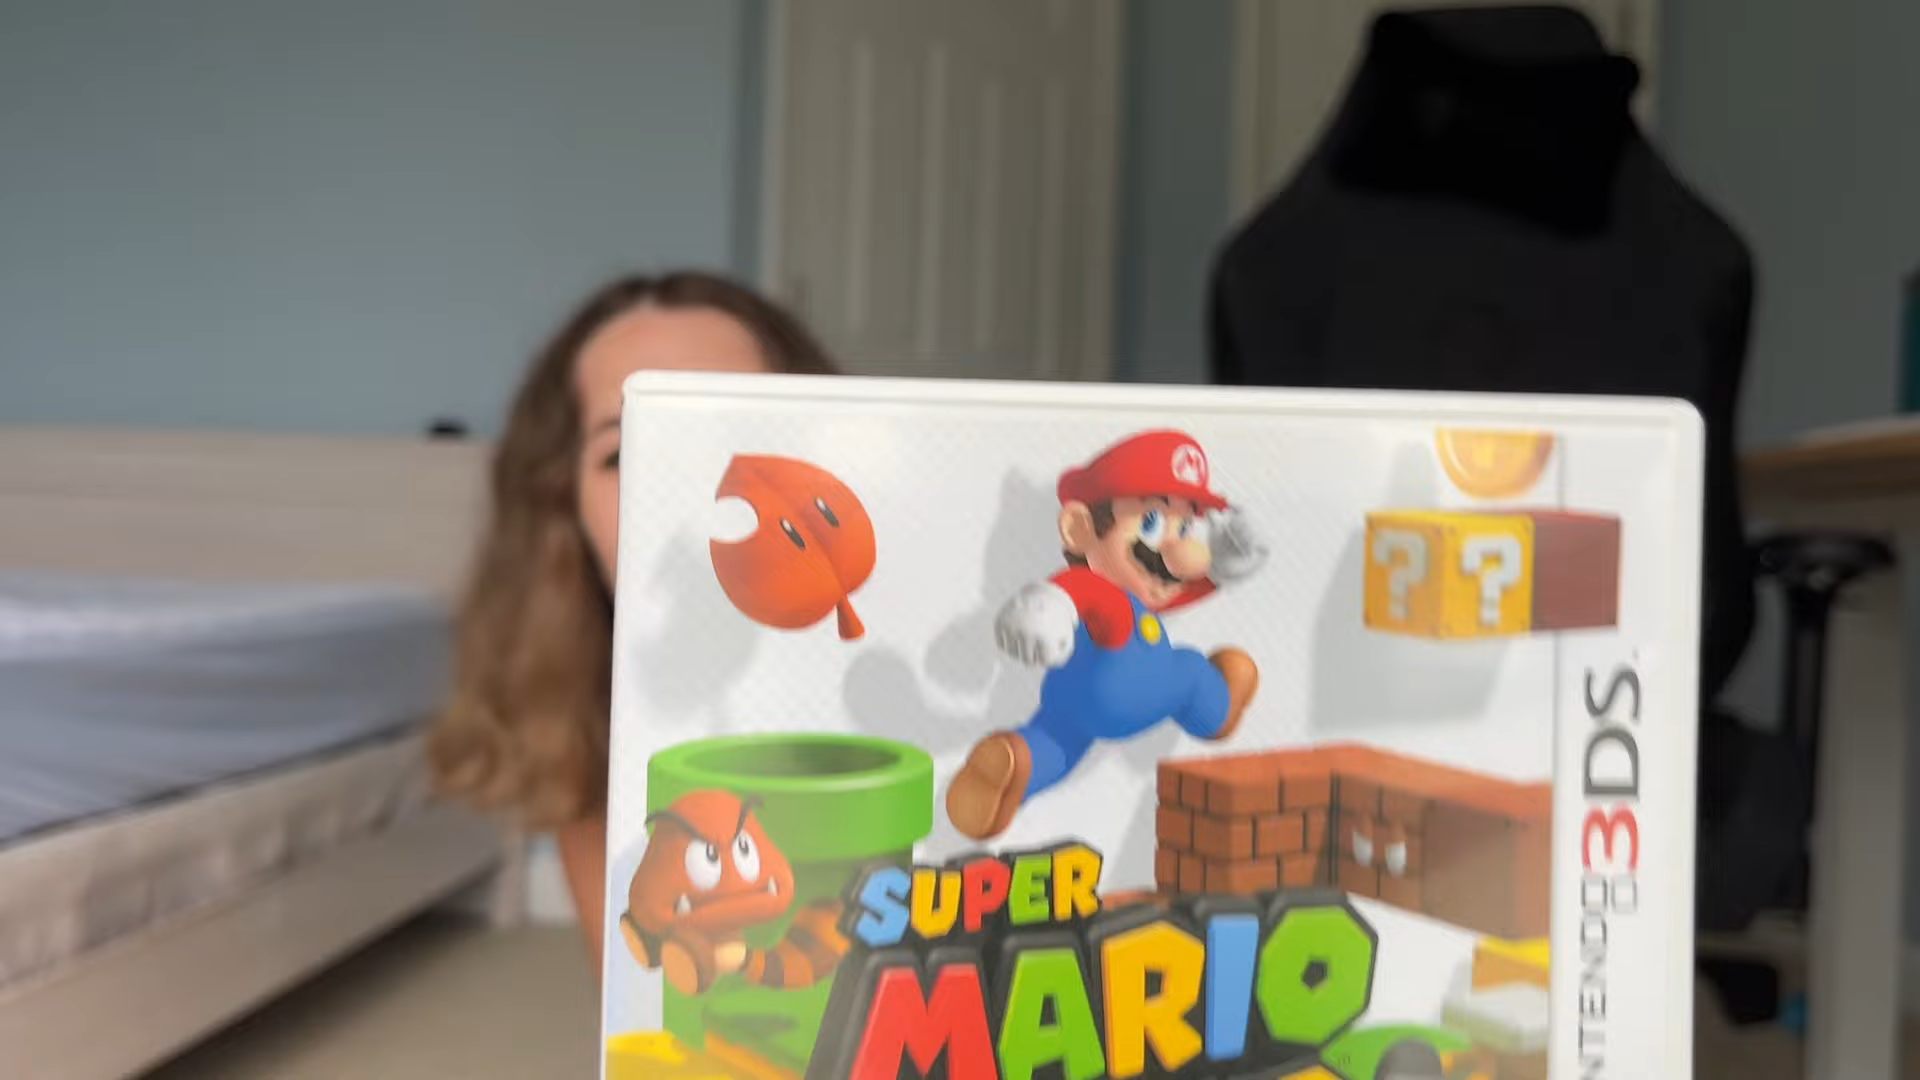 M
? ?
SUPER
MARIO
NINTENDO 3DS